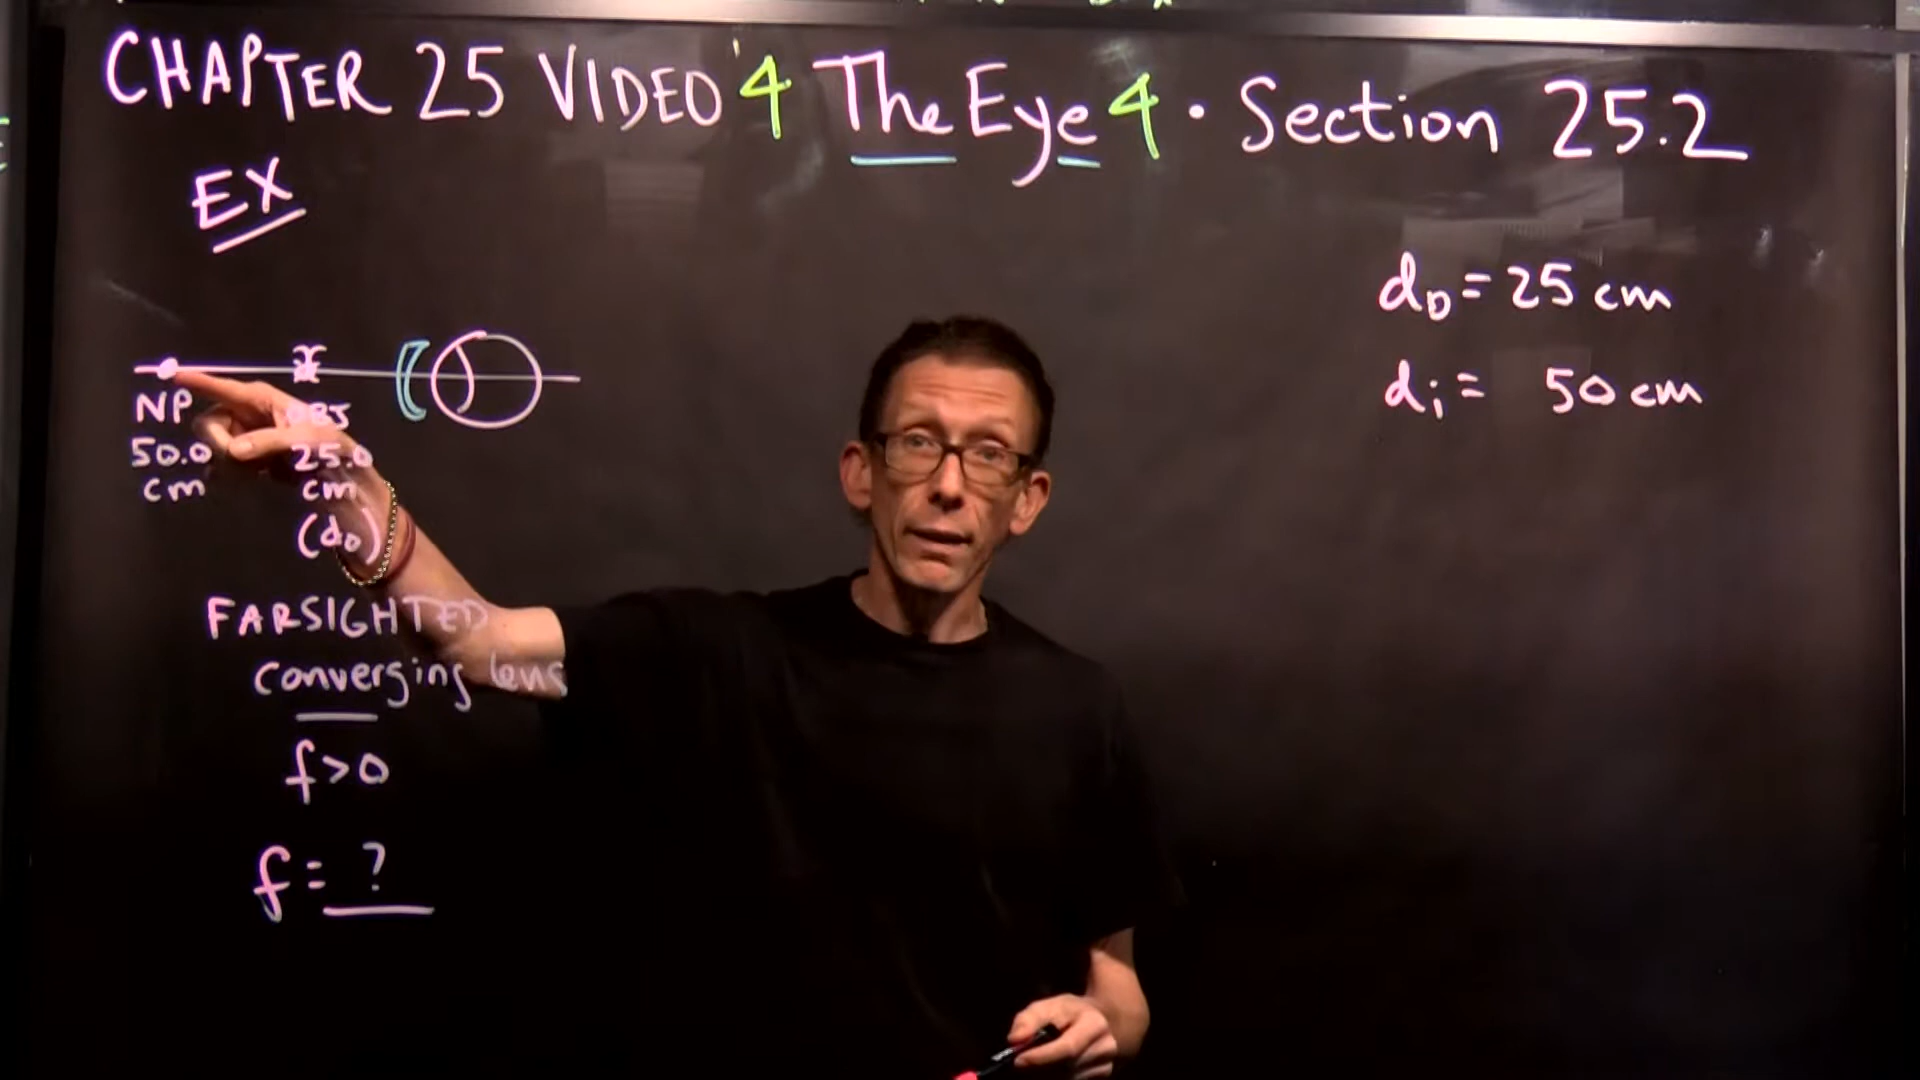 CHAPTER 25 VIDEO 4 The Eye 4 • Section 25.2
EX
do = 25 cm
di = 50 cm
NP
50.0
cm
OBJ
25.0
cm
(do)
FARSIGHTED
converging lens
f>0
f = ?